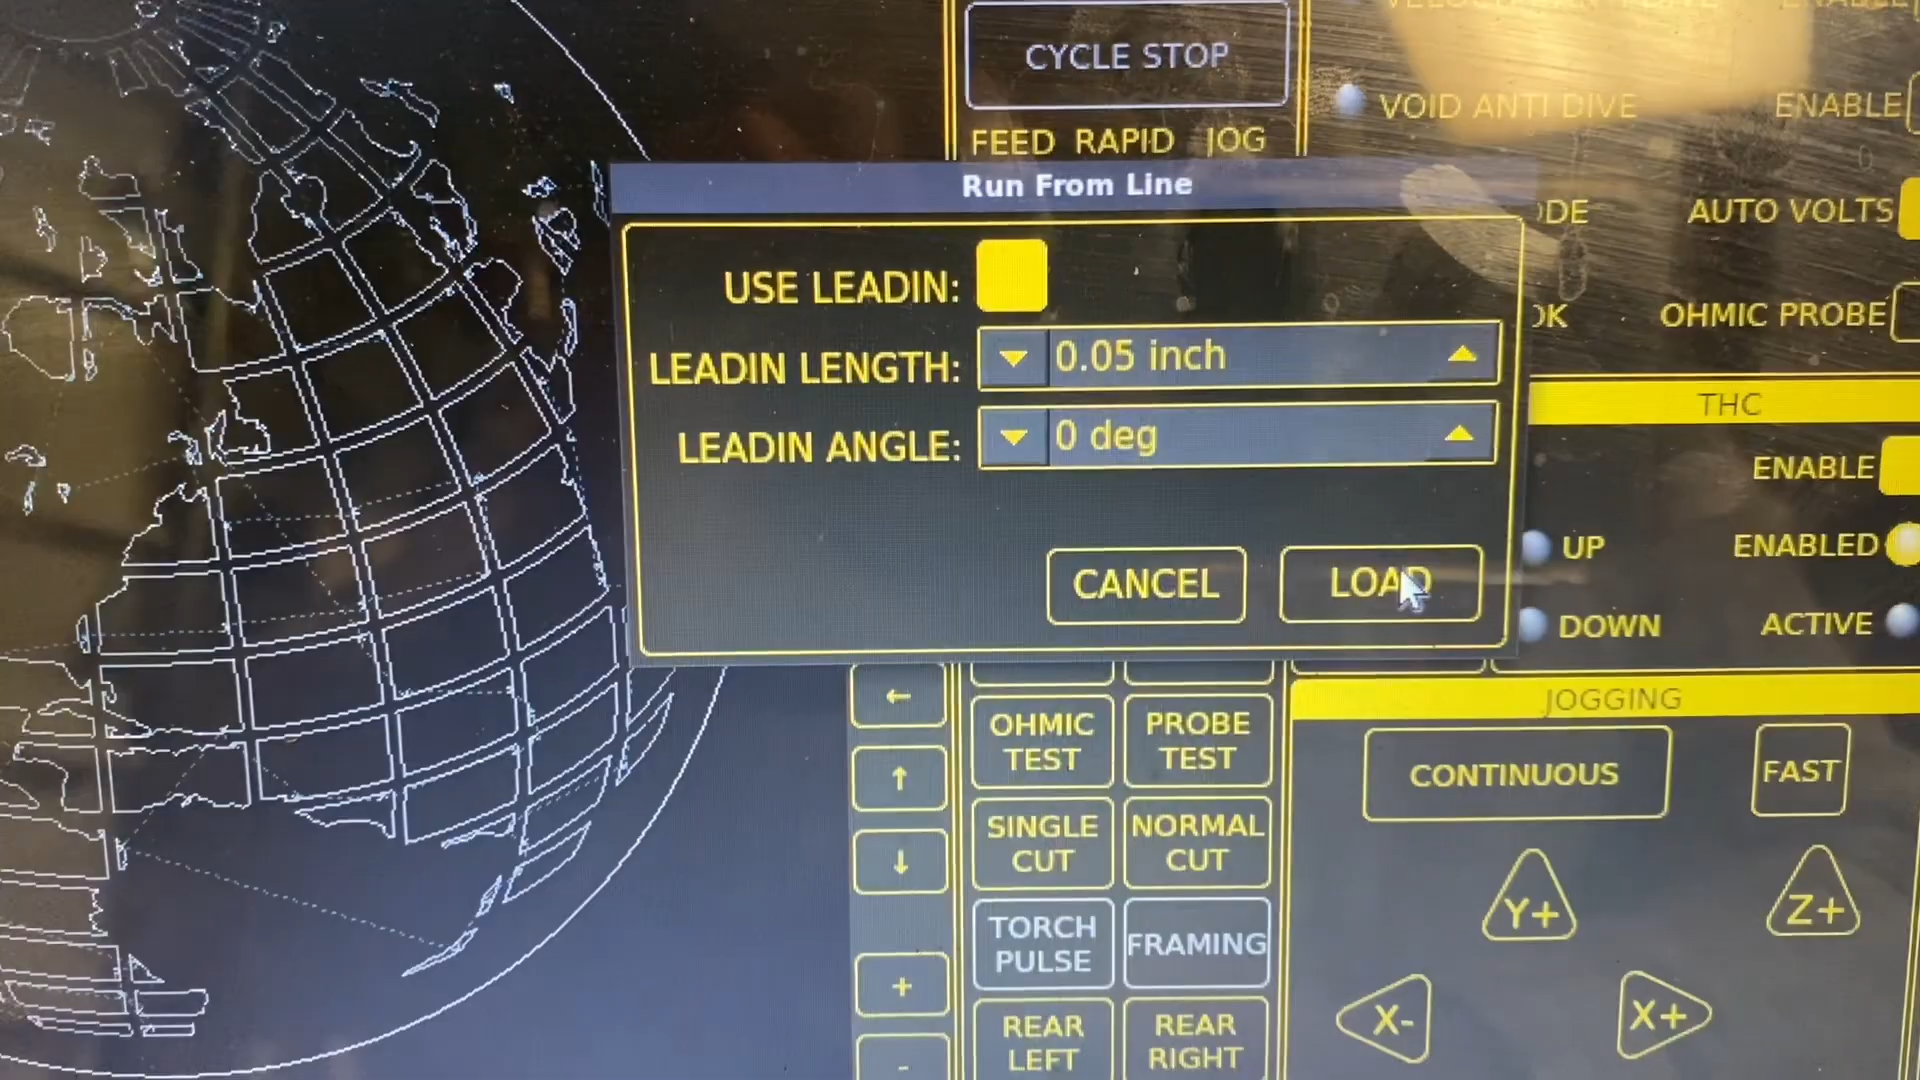 CYCLE STOP
VOID ANTI DIVE
ENABLE
FEED RAPID JOG
Run From Line
AUTO VOLTS
USE LEADIN:
OHMIC PROBE
LEADIN LENGTH:
0.05 inch
LEADIN ANGLE:
0 deg
THC
ENABLE
CANCEL
LOAD
UP
ENABLED
DOWN
ACTIVE
JOGGING
←
OHMIC
TEST
PROBE
TEST
CONTINUOUS
FAST
↑
SINGLE
CUT
NORMAL
CUT
↓
Y+
Z+
TORCH
PULSE
FRAMING
+
X-
X+
REAR
LEFT
REAR
RIGHT
-